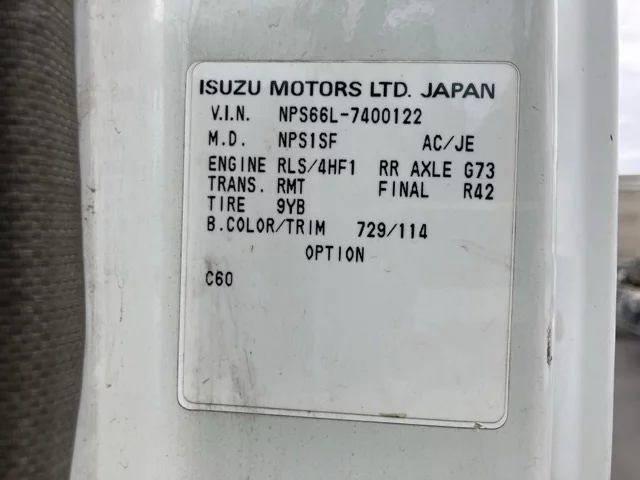 ISUZU MOTORS LTD. JAPAN
V.I.N. NPS66L-7400122
M.D. NPS1SF AC/JE
ENGINE RLS/4HF1 RR AXLE G73
TRANS. RMT FINAL R42
TIRE 9YB
B.COLOR/TRIM 729/114
OPTION
C60